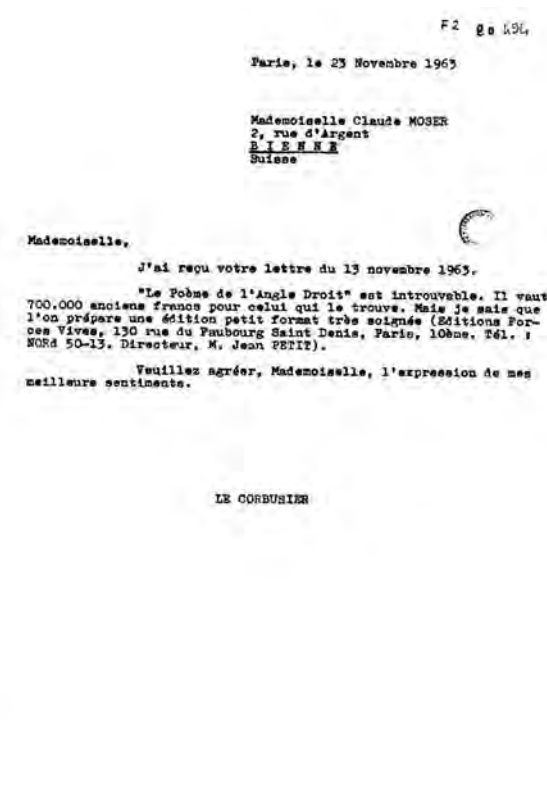 F2 20 494
Paris, le 23 Novembre 1963
Mademoiselle Claude MOSER
2, rue d'Argent
BIENNE
Suisse
Mademoiselle,
J'ai reçu votre lettre du 13 novembre 1963.
"Le Poème de l'Angle Droit" est introuvable. Il vaut
700.000 anciens francs pour celui qui le trouve. Mais je sais que
l'on prépare une édition petit format très soignée (Editions For-
ces Vives, 130 rue du Faubourg Saint Denis, Paris, 10ème. Tél. :
NORd 50-13. Directeur, M. Jean PETIT).
Veuillez agréer, Mademoiselle, l'expression de mes
meilleurs sentiments.
LE CORBUSIER